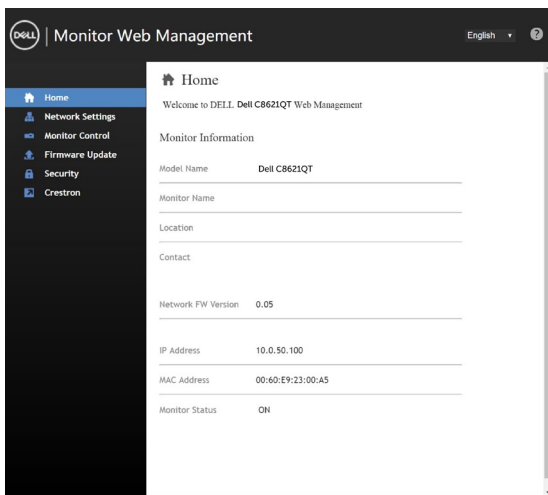 DELL | Monitor Web Management
English
?
Home
Network Settings
Monitor Control
Firmware Update
Security
Crestron
Home
Welcome to DELL Dell C8621QT Web Management
Monitor Information
Model Name Dell C8621QT
Monitor Name
Location
Contact
Network FW Version 0.05
IP Address 10.0.50.100
MAC Address 00:60:E9:23:00:A5
Monitor Status ON